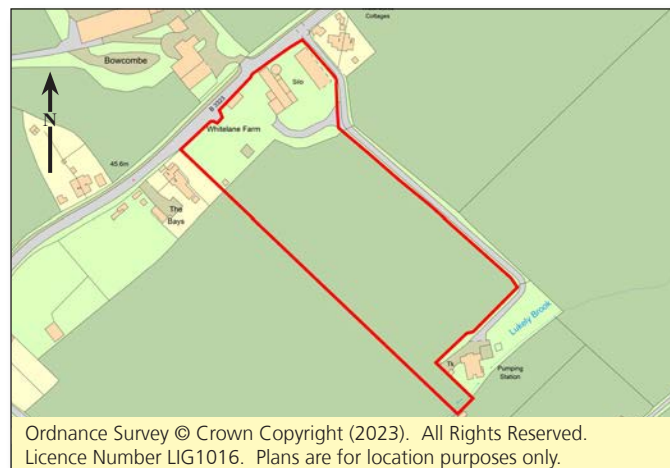 Cottages
Bowcombe
N
B 3323
Silo
Whitelane Farm
45.6m
The
Bays
Lukely Brook
Tk
Pumping
Station
Ordnance Survey © Crown Copyright (2023). All Rights Reserved.
Licence Number LIG1016. Plans are for location purposes only.